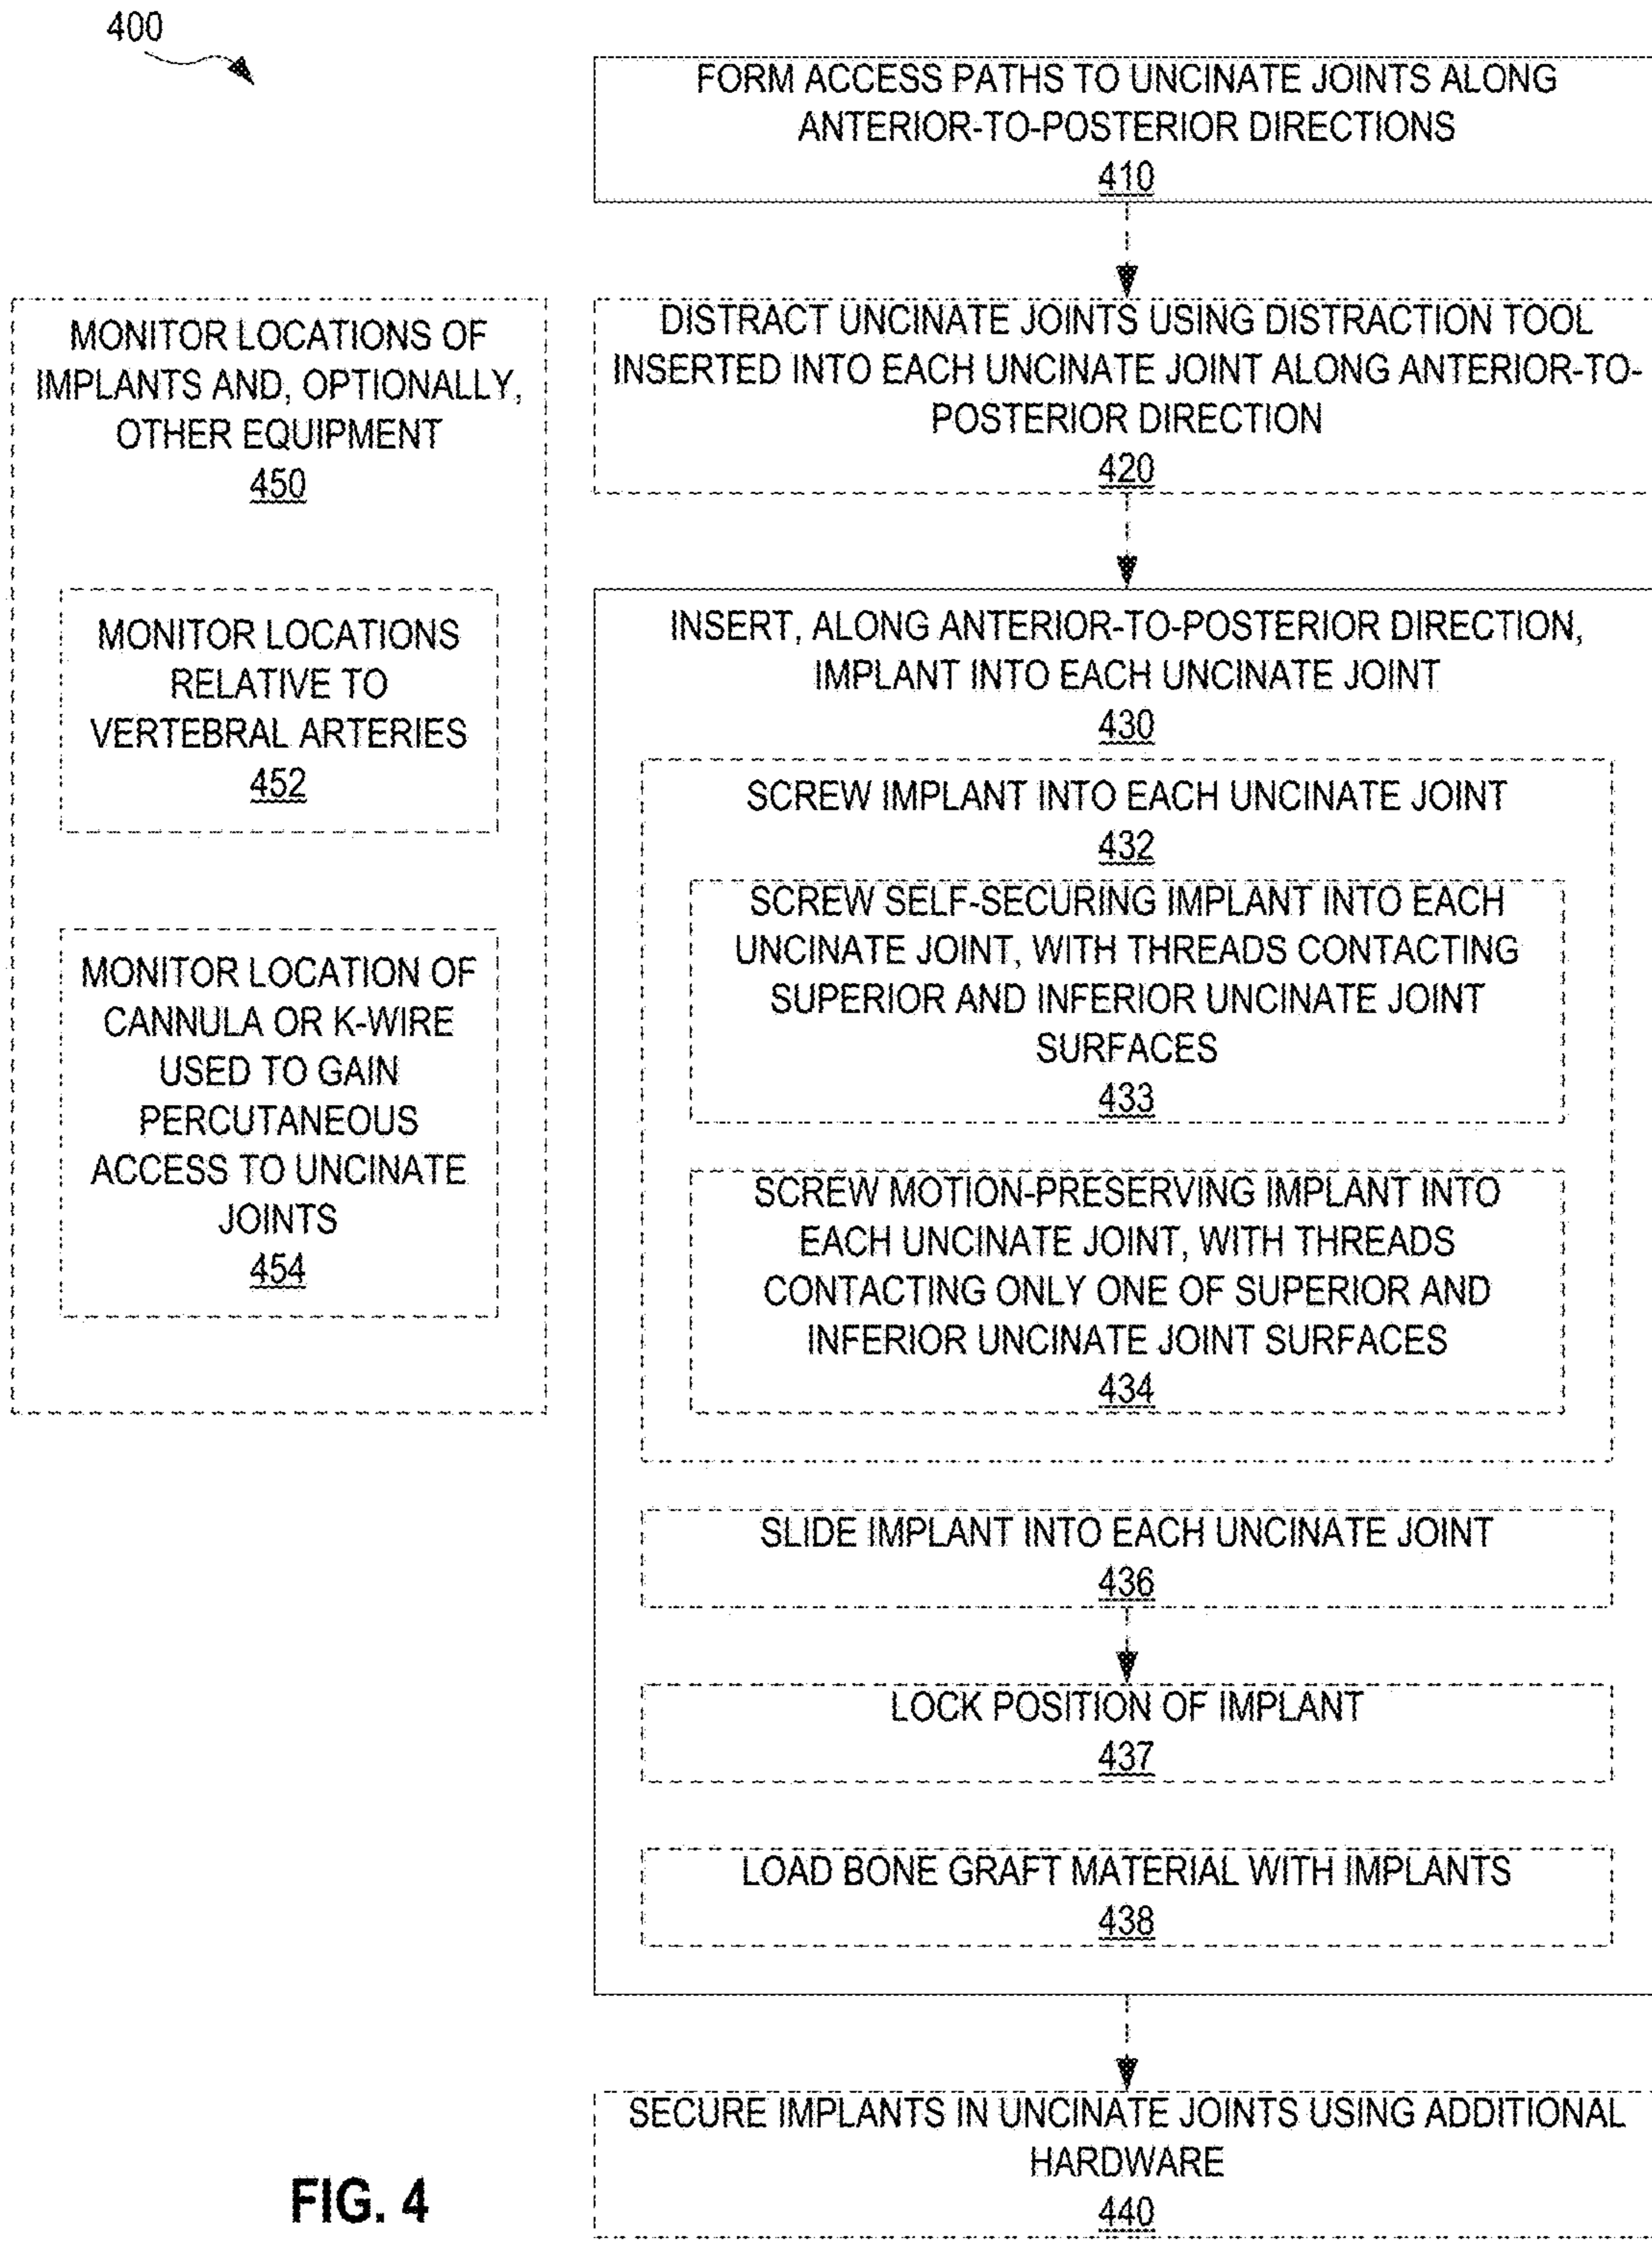 400
FORM ACCESS PATHS TO UNCINATE JOINTS ALONG
ANTERIOR-TO-POSTERIOR DIRECTIONS
410
DISTRACT UNCINATE JOINTS USING DISTRACTION TOOL
INSERTED INTO EACH UNCINATE JOINT ALONG ANTERIOR-TO-
POSTERIOR DIRECTION
420
MONITOR LOCATIONS OF
IMPLANTS AND, OPTIONALLY,
OTHER EQUIPMENT
450
MONITOR LOCATIONS
RELATIVE TO
VERTEBRAL ARTERIES
452
MONITOR LOCATION OF
CANNULA OR K-WIRE
USED TO GAIN
PERCUTANEOUS
ACCESS TO UNCINATE
JOINTS
454
INSERT, ALONG ANTERIOR-TO-POSTERIOR DIRECTION,
IMPLANT INTO EACH UNCINATE JOINT
430
SCREW IMPLANT INTO EACH UNCINATE JOINT
432
SCREW SELF-SECURING IMPLANT INTO EACH
UNCINATE JOINT, WITH THREADS CONTACTING
SUPERIOR AND INFERIOR UNCINATE JOINT
SURFACES
433
SCREW MOTION-PRESERVING IMPLANT INTO
EACH UNCINATE JOINT, WITH THREADS
CONTACTING ONLY ONE OF SUPERIOR AND
INFERIOR UNCINATE JOINT SURFACES
434
SLIDE IMPLANT INTO EACH UNCINATE JOINT
436
LOCK POSITION OF IMPLANT
437
LOAD BONE GRAFT MATERIAL WITH IMPLANTS
438
SECURE IMPLANTS IN UNCINATE JOINTS USING ADDITIONAL
HARDWARE
440
FIG. 4